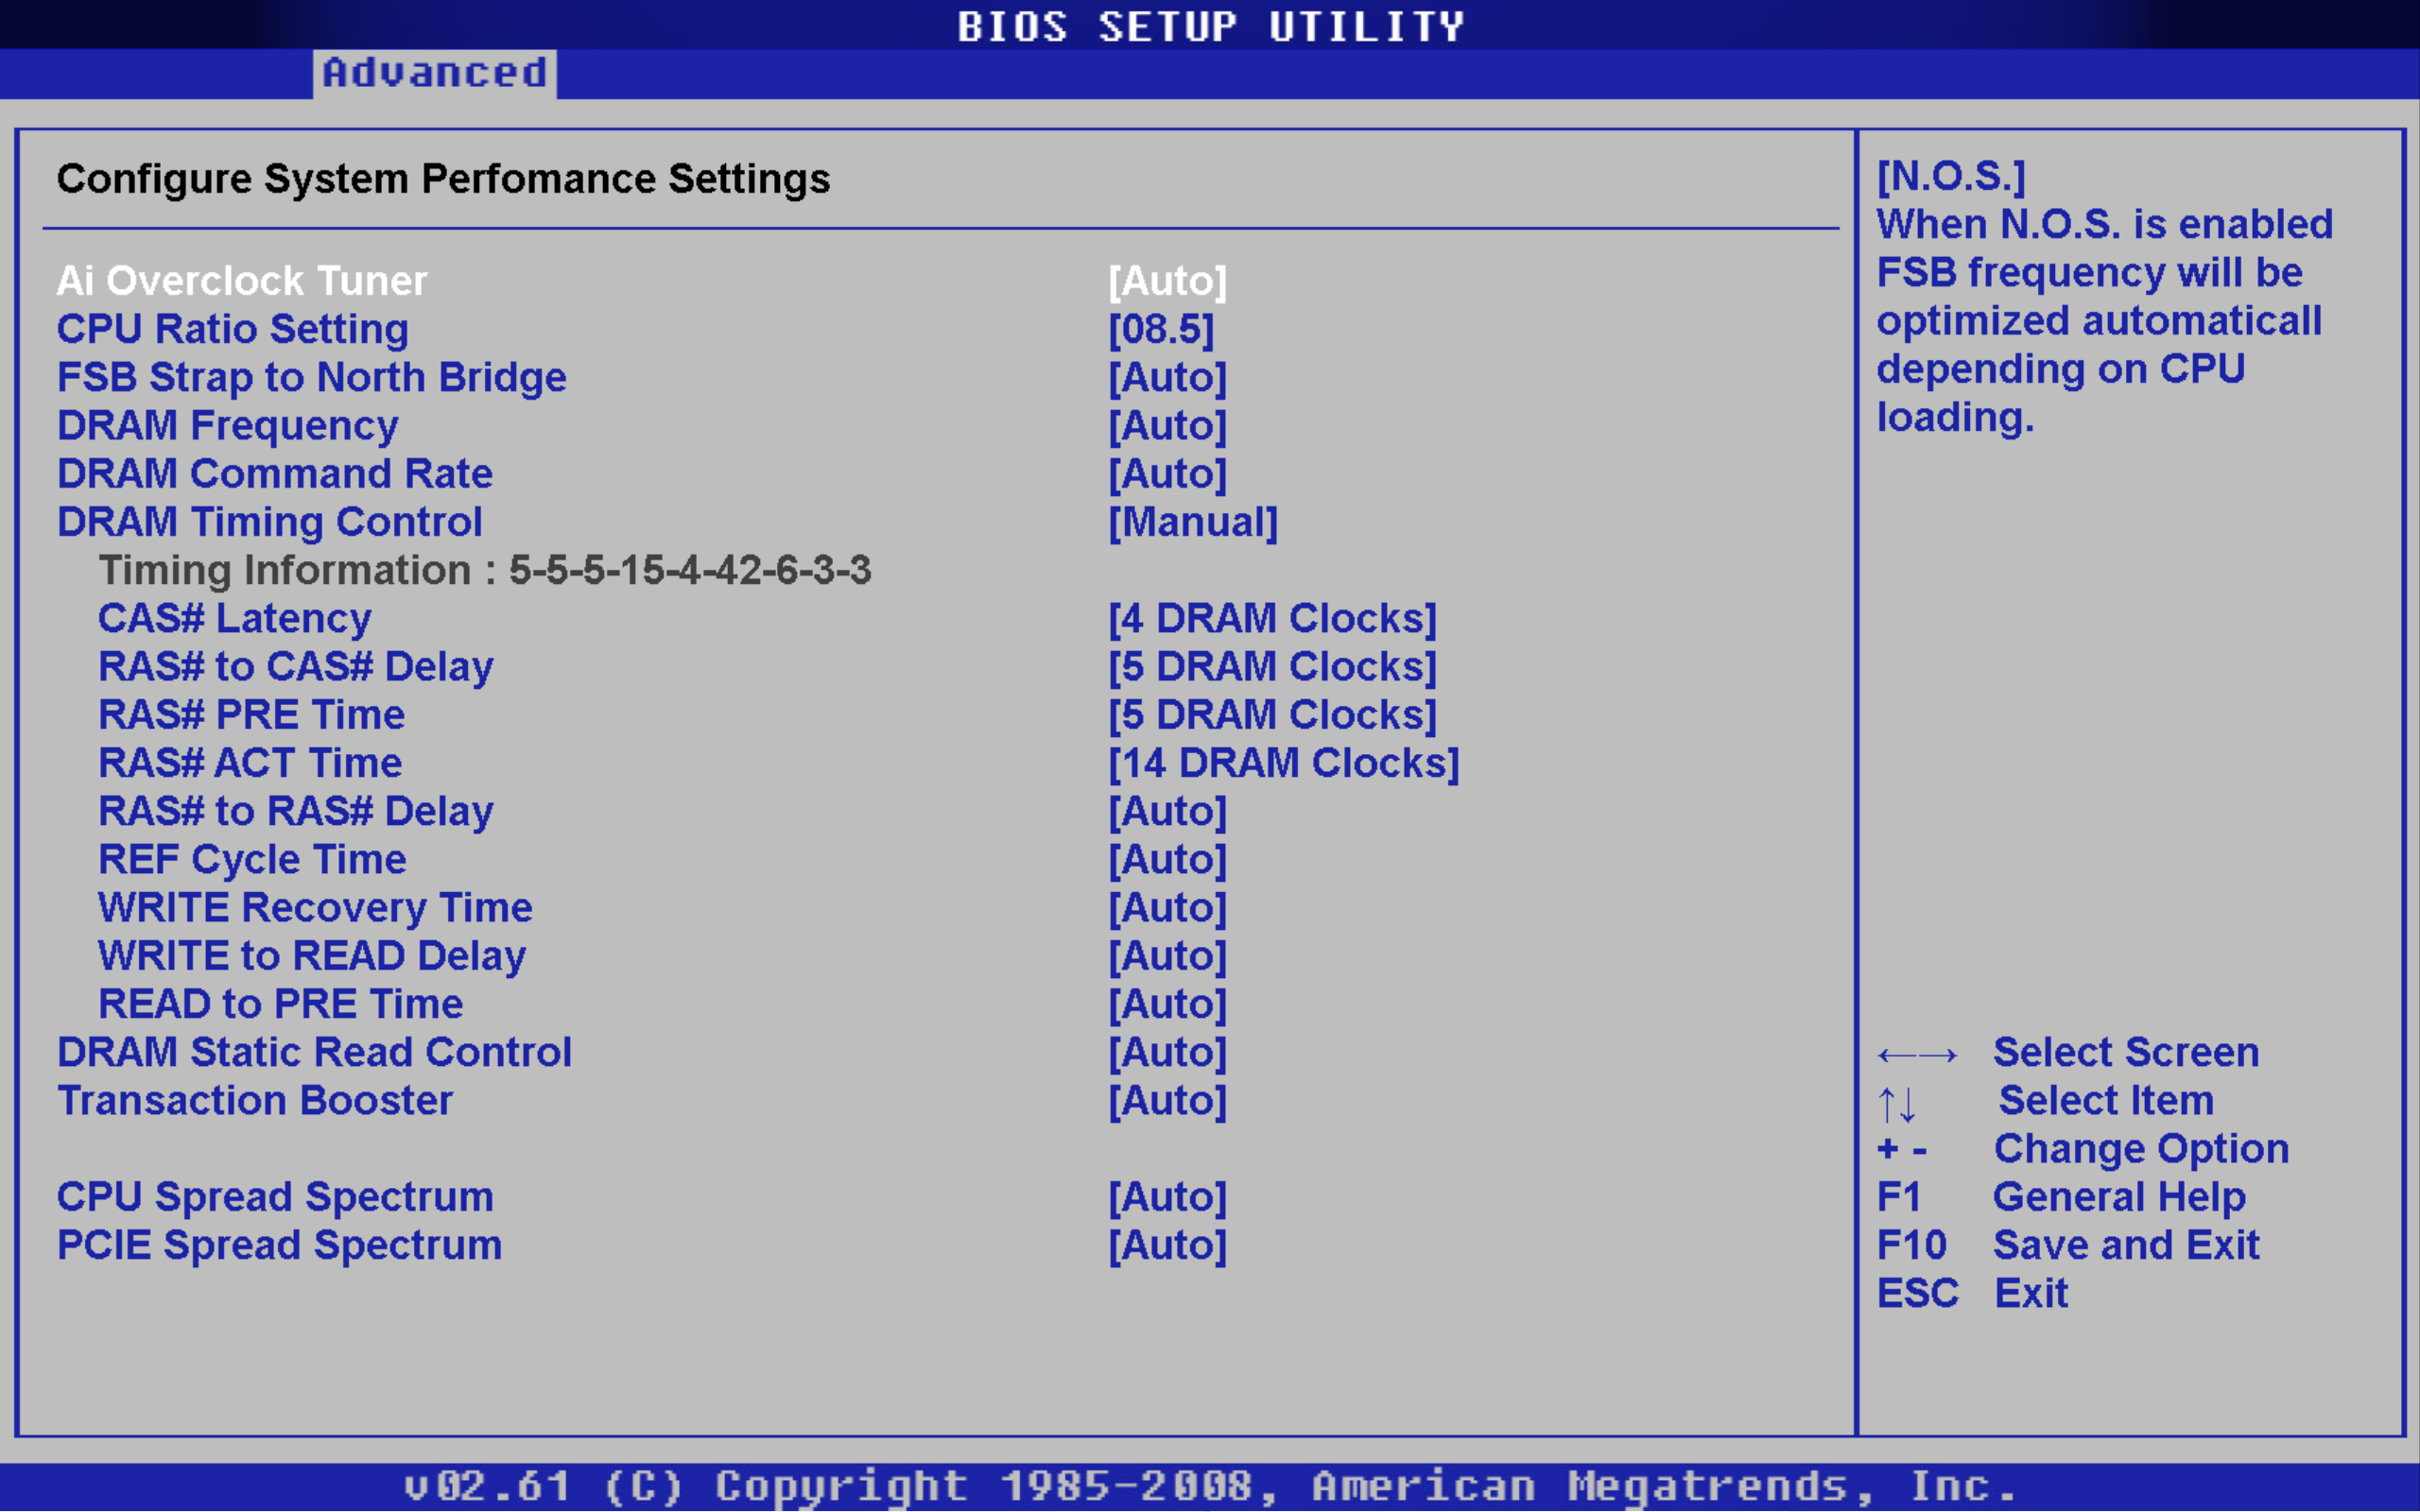 BIOS SETUP UTILITY
Advanced
Configure System Perfomance Settings
Ai Overclock Tuner [Auto]
CPU Ratio Setting [08.5]
FSB Strap to North Bridge [Auto]
DRAM Frequency [Auto]
DRAM Command Rate [Auto]
DRAM Timing Control [Manual]
Timing Information : 5-5-5-15-4-42-6-3-3
CAS# Latency [4 DRAM Clocks]
RAS# to CAS# Delay [5 DRAM Clocks]
RAS# PRE Time [5 DRAM Clocks]
RAS# ACT Time [14 DRAM Clocks]
RAS# to RAS# Delay [Auto]
REF Cycle Time [Auto]
WRITE Recovery Time [Auto]
WRITE to READ Delay [Auto]
READ to PRE Time [Auto]
DRAM Static Read Control [Auto]
Transaction Booster [Auto]
CPU Spread Spectrum [Auto]
PCIE Spread Spectrum [Auto]
[N.O.S.]
When N.O.S. is enabled
FSB frequency will be
optimized automaticall
depending on CPU
loading.
←→ Select Screen
↑↓ Select Item
+ - Change Option
F1 General Help
F10 Save and Exit
ESC Exit
v02.61 (C) Copyright 1985-2008, American Megatrends, Inc.